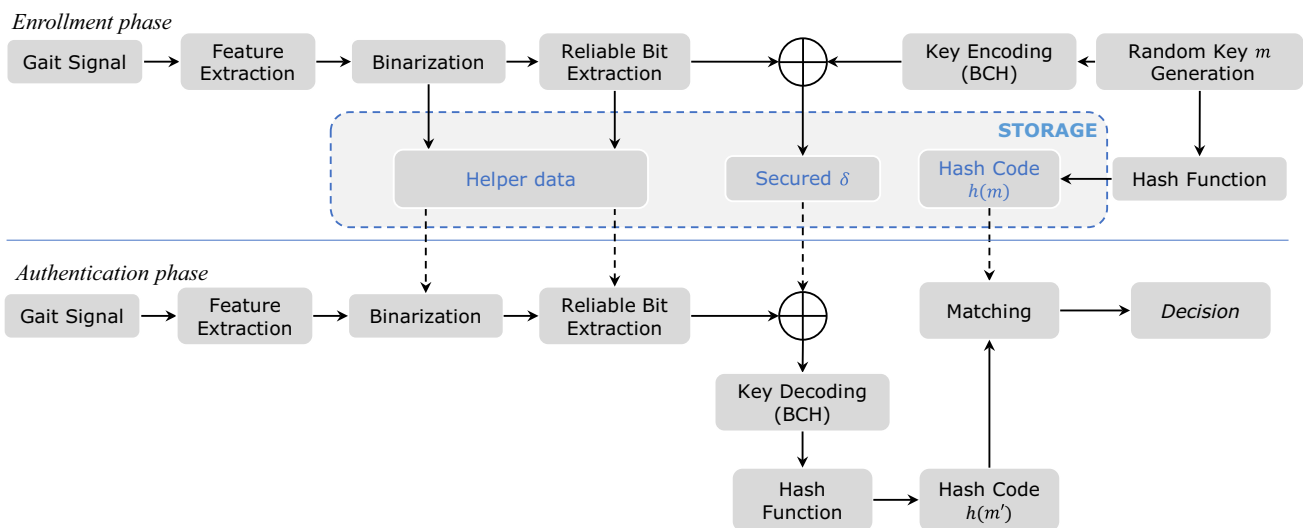 Enrollment phase
Gait Signal
Feature
Extraction
Binarization
Reliable Bit
Extraction
Key Encoding
(BCH)
Random Key m
Generation
STORAGE
Helper data
Secured δ
Hash Code
h(m)
Hash Function
Authentication phase
Gait Signal
Feature
Extraction
Binarization
Reliable Bit
Extraction
Matching
Decision
Key Decoding
(BCH)
Hash
Function
Hash Code
h(m′)